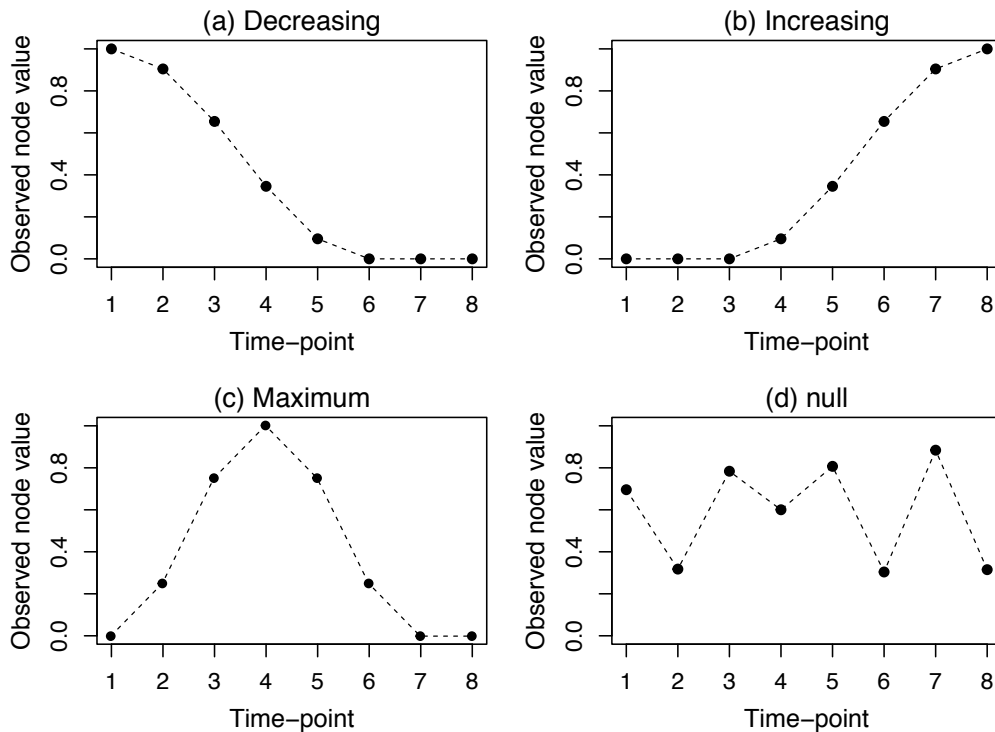 (a) Decreasing
Observed node value
0.0 0.4 0.8
1 2 3 4 5 6 7 8
Time−point
(b) Increasing
Observed node value
0.0 0.4 0.8
1 2 3 4 5 6 7 8
Time−point
(c) Maximum
Observed node value
0.0 0.4 0.8
1 2 3 4 5 6 7 8
Time−point
(d) null
Observed node value
0.0 0.4 0.8
1 2 3 4 5 6 7 8
Time−point